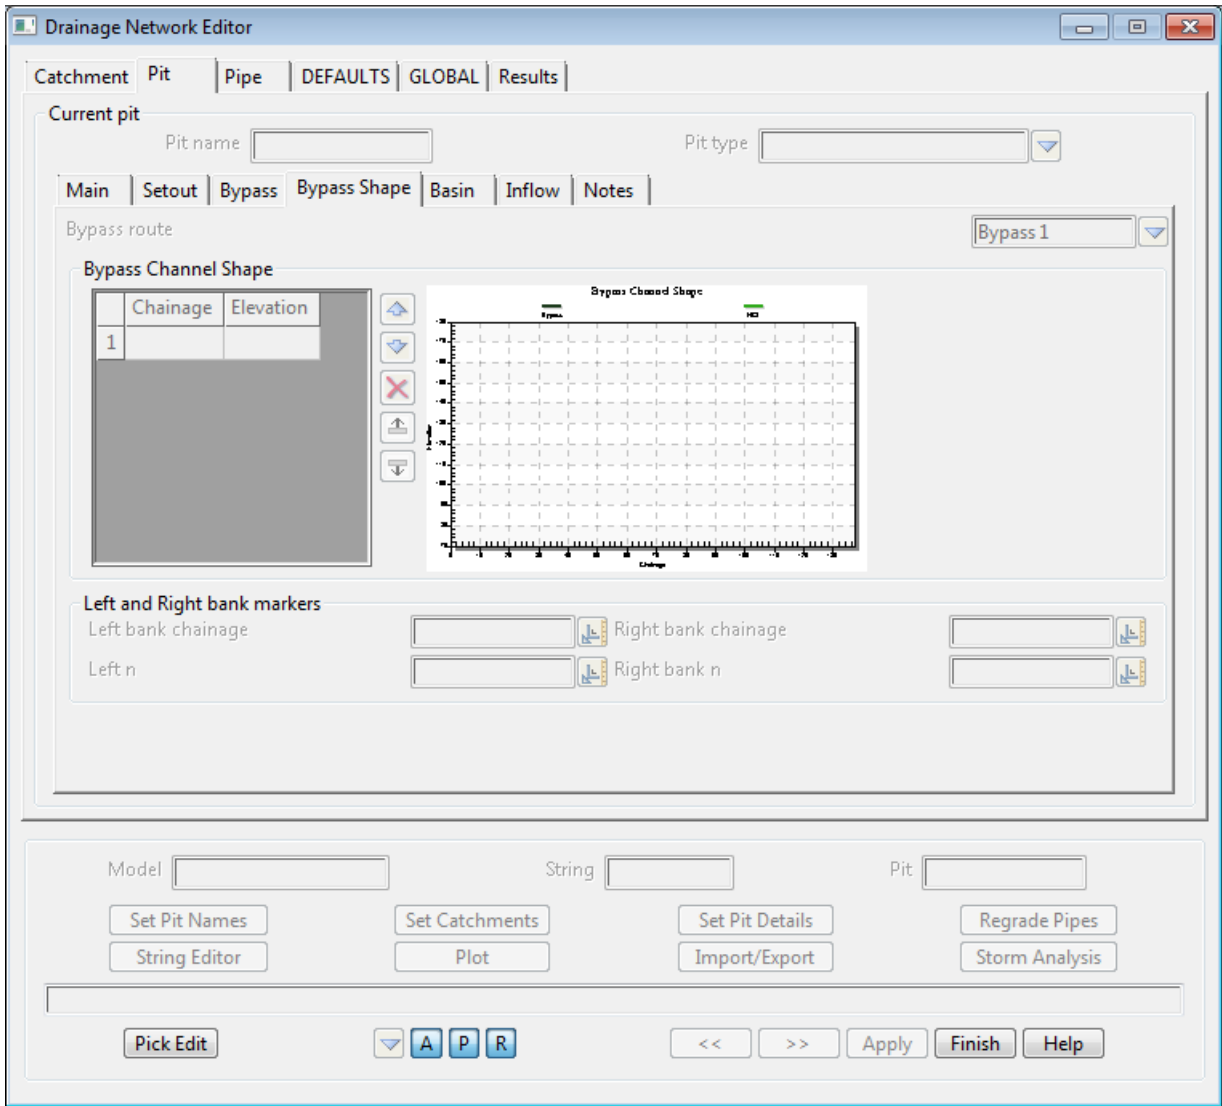 Drainage Network Editor
Catchment Pit Pipe DEFAULTS GLOBAL Results
Current pit
Pit name Pit type
Main Setout Bypass Bypass Shape Basin Inflow Notes
Bypass route Bypass 1
Bypass Channel Shape
Chainage Elevation
1
Bypass Channel Shape
Bypass
Chainage
Left and Right bank markers
Left bank chainage Right bank chainage
Left n Right bank n
Model String Pit
Set Pit Names Set Catchments Set Pit Details Regrade Pipes
String Editor Plot Import/Export Storm Analysis
Pick Edit A P R << >> Apply Finish Help